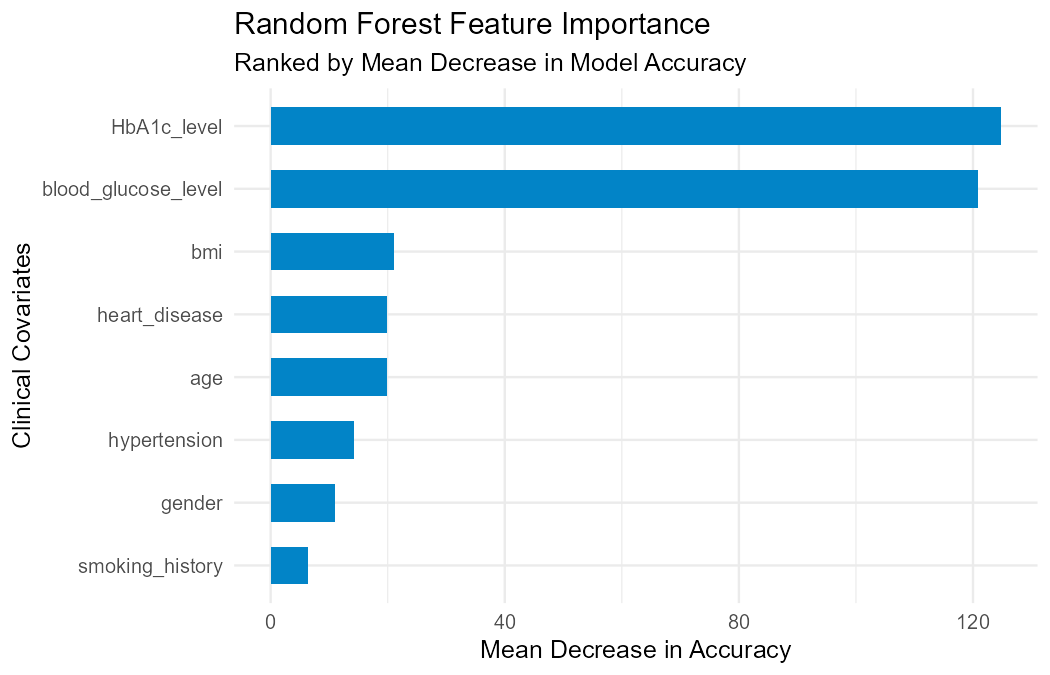 Random Forest Feature Importance
Ranked by Mean Decrease in Model Accuracy
Clinical Covariates
HbA1c_level
blood_glucose_level
bmi
heart_disease
age
hypertension
gender
smoking_history
0 40 80 120
Mean Decrease in Accuracy